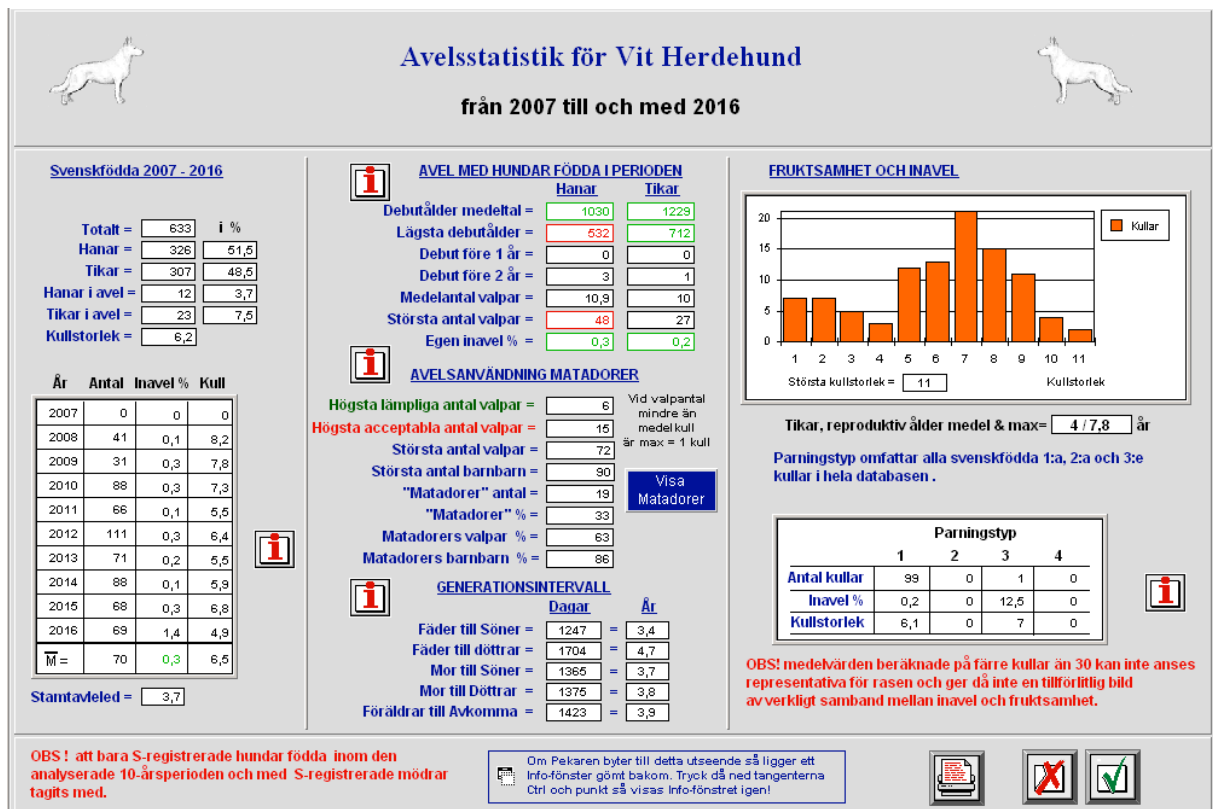 Avelsstatistik för Vit Herdehund
från 2007 till och med 2016
Svenskfödda 2007 - 2016
Totalt = 633 i %
Hanar = 326 51,5
Tikar = 307 48,5
Hanar i avel = 12 3,7
Tikar i avel = 23 7,5
Kullstorlek = 6,2
År Antal Inavel % Kull
2007 0 0 0
2008 41 0,1 8,2
2009 31 0,3 7,8
2010 88 0,3 7,3
2011 66 0,1 5,5
2012 111 0,3 6,4
2013 71 0,2 5,5
2014 88 0,1 5,9
2015 68 0,3 6,8
2016 69 1,4 4,9
M = 70 0,3 6,5
Stamtavleled = 3,7
AVEL MED HUNDAR FÖDDA I PERIODEN
Hanar Tikar
Debutålder medeltal = 1030 1229
Lägsta debutålder = 532 712
Debut före 1 år = 0 0
Debut före 2 år = 3 1
Medelantal valpar = 10,9 10
Största antal valpar = 48 27
Egen inavel % = 0,3 0,2
AVELSANVÄNDNING MATADORER
Högsta lämpliga antal valpar = 6
Högsta acceptabla antal valpar = 15
Största antal valpar = 72
Största antal barnbarn = 90
"Matadorer" antal = 19
"Matadorer" % = 33
Matadorers valpar % = 63
Matadorers barnbarn % = 86
Vid valpantal
mindre än
medelkull
är max = 1 kull
Visa
Matadorer
GENERATIONSINTERVALL
Dagar År
Fäder till Söner = 1247 = 3,4
Fäder till döttrar = 1704 = 4,7
Mor till Söner = 1365 = 3,7
Mor till Döttrar = 1375 = 3,8
Föräldrar till Avkomma = 1423 = 3,9
FRUKTSAMHET OCH INAVEL
20
15
10
5
0
1 2 3 4 5 6 7 8 9 10 11
Kullar
Största kullstorlek = 11 Kullstorlek
Tikar, reproduktiv ålder medel & max= 4 / 7,8 år
Parningstyp omfattar alla svenskfödda 1:a, 2:a och 3:e
kullar i hela databasen .
Parningstyp
1 2 3 4
Antal kullar 99 0 1 0
Inavel % 0,2 0 12,5 0
Kullstorlek 6,1 0 7 0
OBS! medelvärden beräknade på färre kullar än 30 kan inte anses
representativa för rasen och ger då inte en tillförlitlig bild
av verkligt samband mellan inavel och fruktsamhet.
OBS ! att bara S-registrerade hundar födda inom den
analyserade 10-årsperioden och med S-registrerade mödrar
tagits med.
Om Pekaren byter till detta utseende så ligger ett
Info-fönster gömt bakom. Tryck då ned tangenterna
Ctrl och punkt så visas Info-fönstret igen!